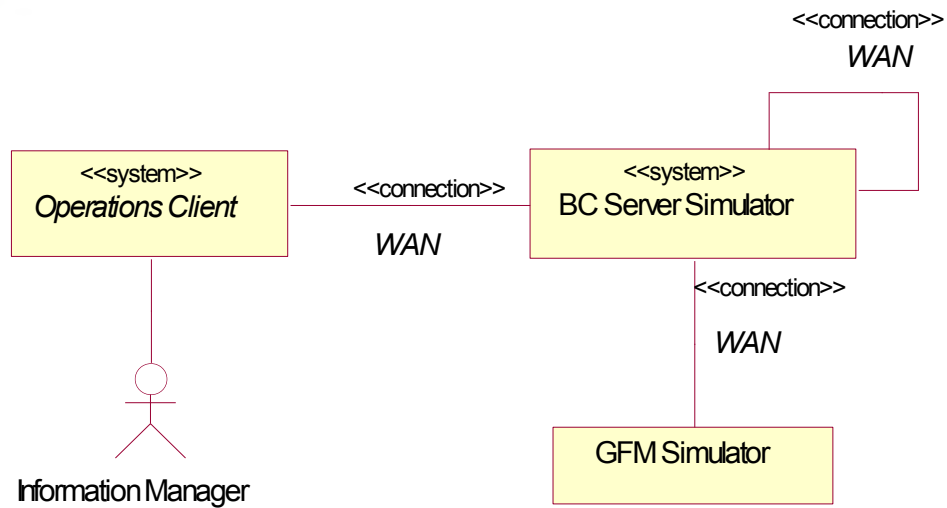 <<connection>>
WAN
<<system>>
Operations Client
<<connection>>
WAN
<<system>>
BC Server Simulator
<<connection>>
WAN
GFM Simulator
Information Manager